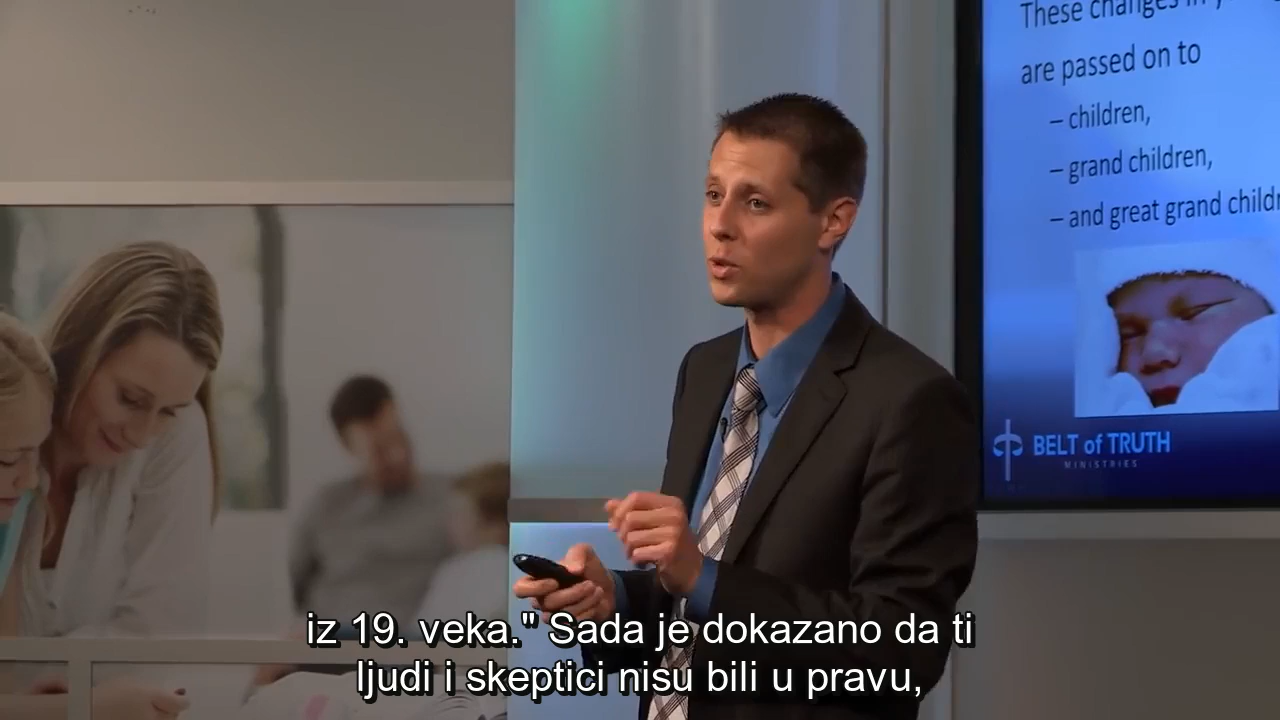 These changes in
are passed on to
– children,
– grand children,
– and great grand
BELT of TRUTH
MINISTRIES
iz 19. veka." Sada je dokazano da ti
ljudi i skeptici nisu bili u pravu,